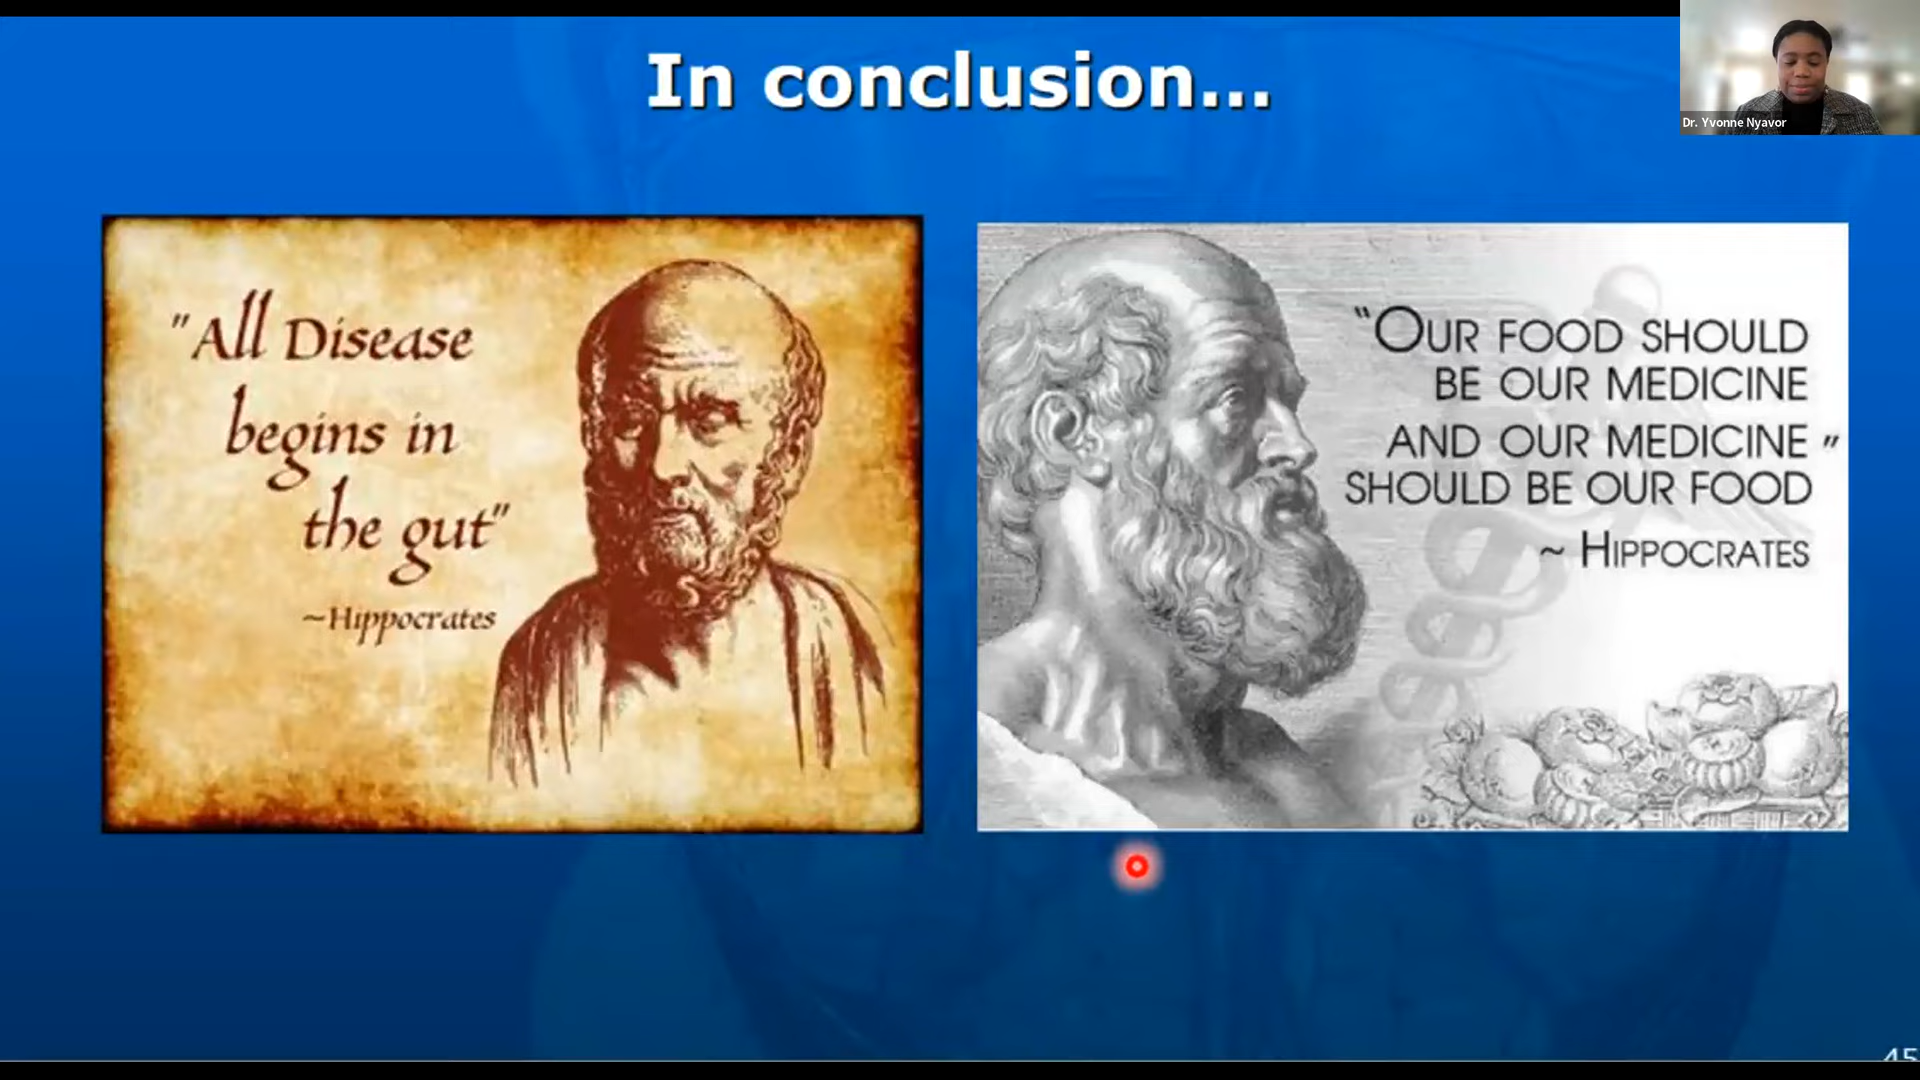 In conclusion...
Dr. Yvonne Nyavor
"All Disease
begins in
the gut"
~Hippocrates
"OUR FOOD SHOULD
BE OUR MEDICINE
AND OUR MEDICINE "
SHOULD BE OUR FOOD
~ HIPPOCRATES
45